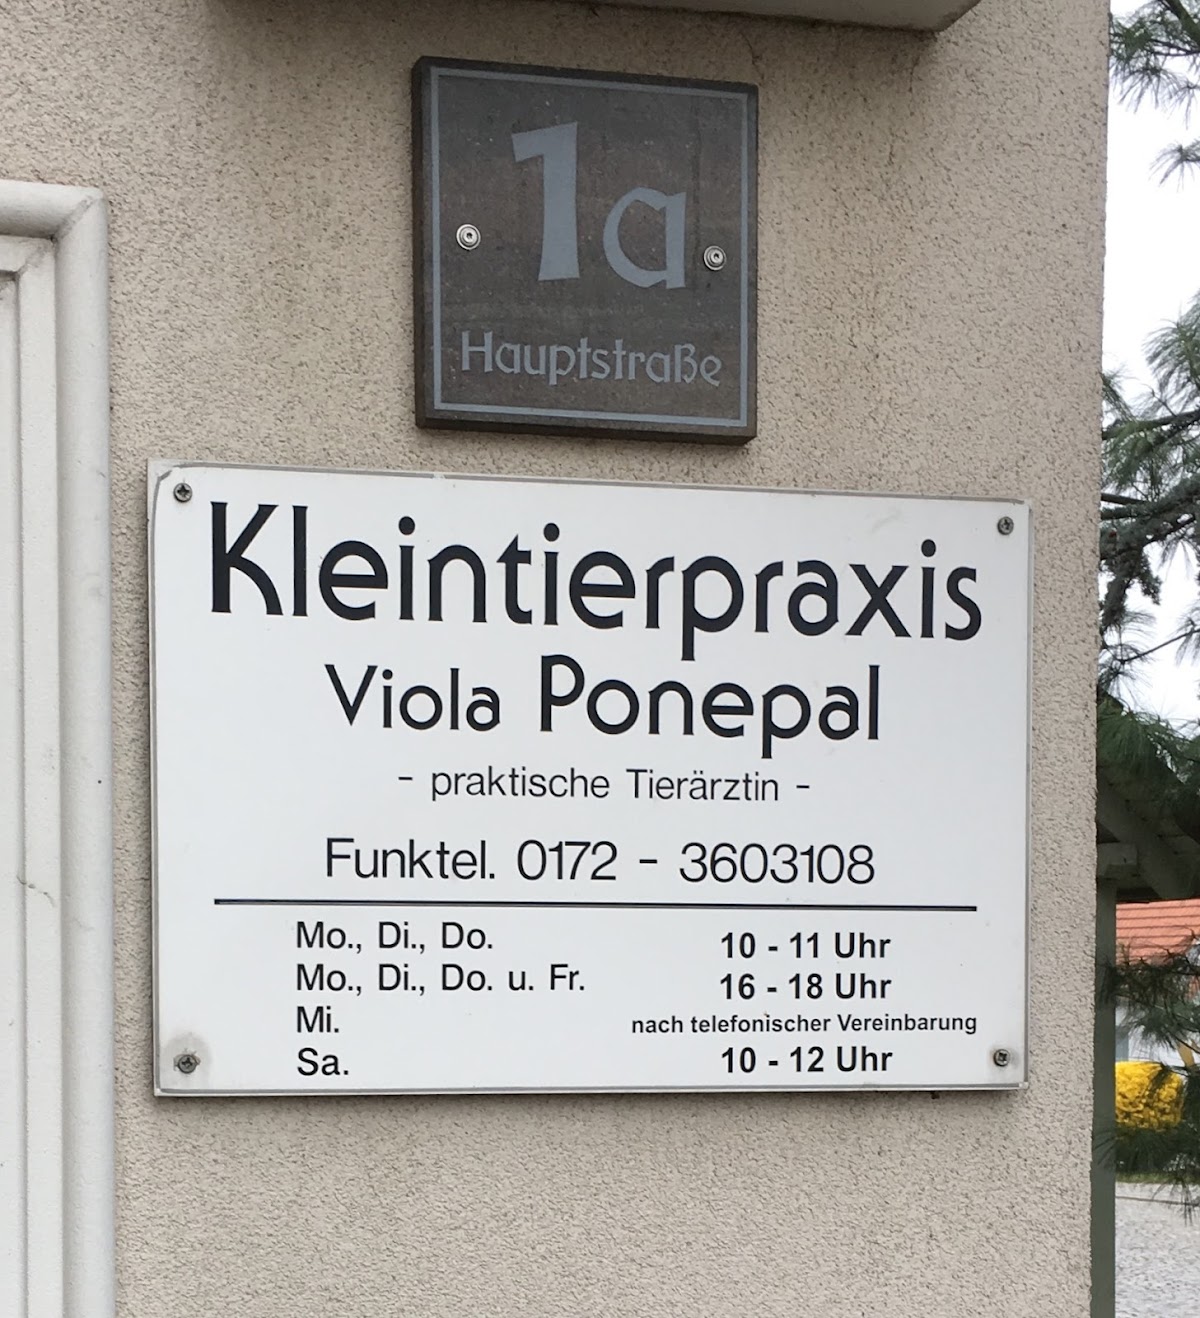 1a
Hauptstraße
Kleintierpraxis
Viola Ponepal
- praktische Tierärztin -
Funktel. 0172 - 3603108
Mo., Di., Do. 10 - 11 Uhr
Mo., Di., Do. u. Fr. 16 - 18 Uhr
Mi. nach telefonischer Vereinbarung
Sa. 10 - 12 Uhr